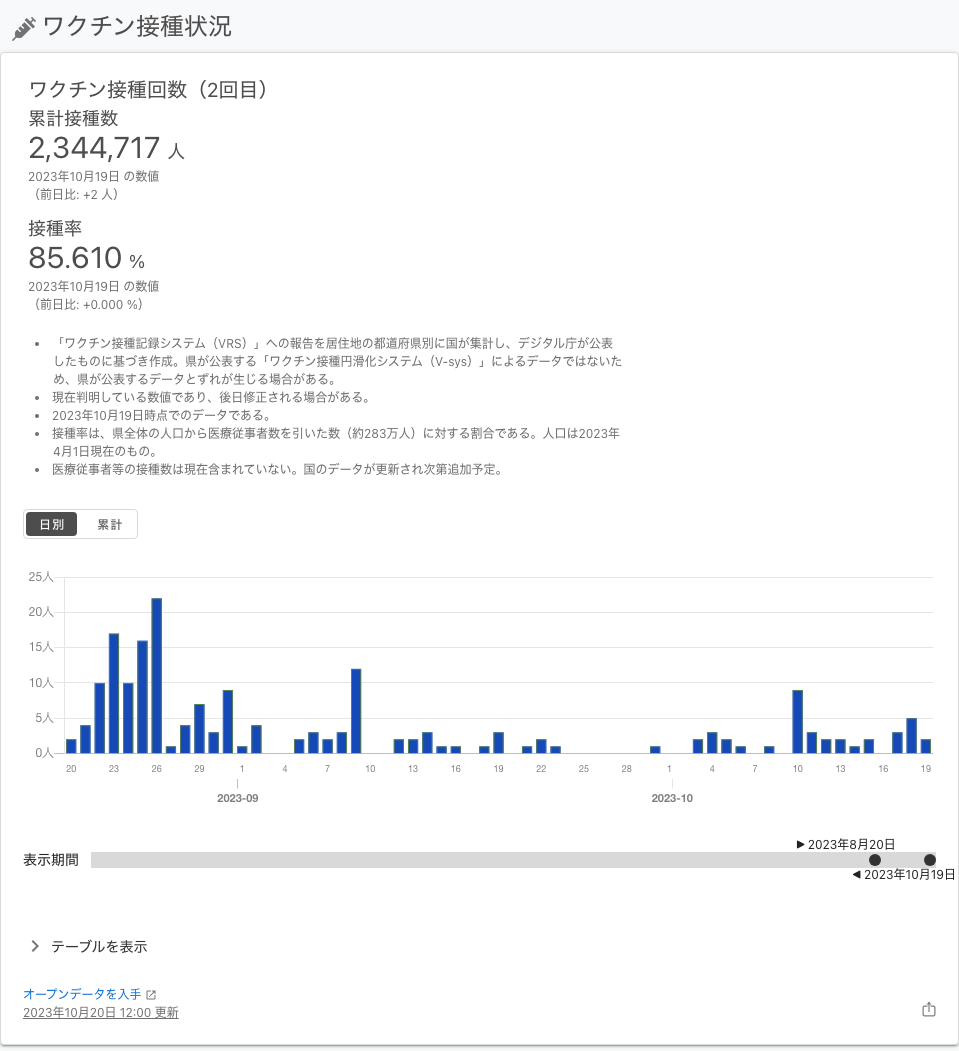 ワクチン接種状況
ワクチン接種回数（2回目）
累計接種数
2,344,717 人
2023年10月19日 の数値
（前日比: +2 人）
接種率
85.610 %
2023年10月19日 の数値
（前日比: +0.000 %）
• 「ワクチン接種記録システム（VRS）」への報告を居住地の都道府県別に国が集計し、デジタル庁が公表
したものに基づき作成。県が公表する「ワクチン接種円滑化システム（V-sys）」によるデータではないた
め、県が公表するデータとずれが生じる場合がある。
• 現在判明している数値であり、後日修正される場合がある。
• 2023年10月19日時点でのデータである。
• 接種率は、県全体の人口から医療従事者数を引いた数（約283万人）に対する割合である。人口は2023年
4月1日現在のもの。
• 医療従事者等の接種数は現在含まれていない。国のデータが更新され次第追加予定。
日別 累計
25人
20人
15人
10人
5人
0人
20 23 26 29 1 4 7 10 13 16 19 22 25 28 1 4 7 10 13 16 19
2023-09 2023-10
▶ 2023年8月20日
表示期間
◀ 2023年10月19日
テーブルを表示
オープンデータを入手
2023年10月20日 12:00 更新